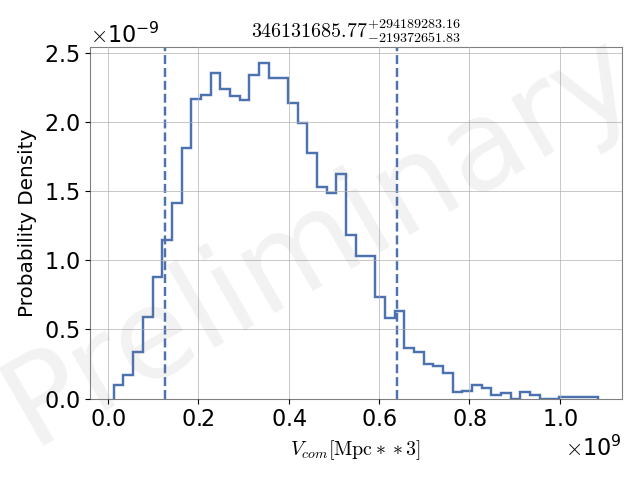 ×10⁻⁹
346131685.77+294189283.16−219372651.83
2.5
2.0
1.5
1.0
0.5
0.0
Probability Density
Preliminary
0.0 0.2 0.4 0.6 0.8 1.0
×10⁹
V_com[Mpc ∗ ∗3]